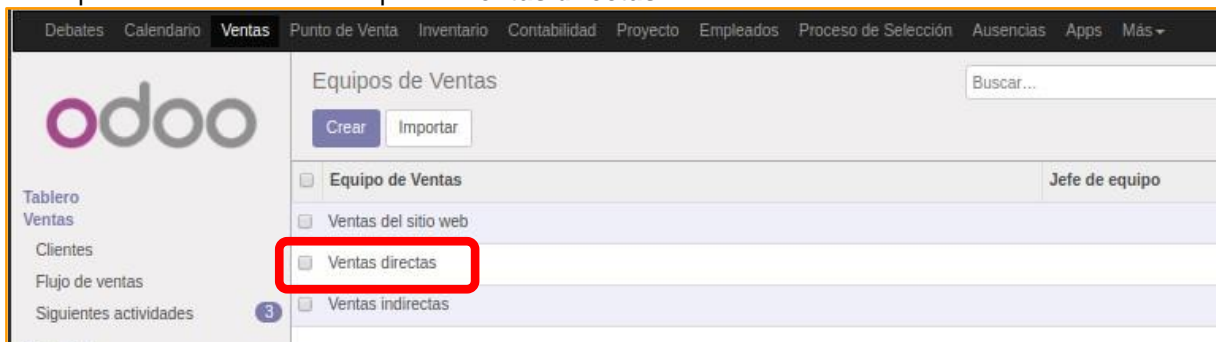 Debates Calendario Ventas Punto de Venta Inventario Contabilidad Proyecto Empleados Proceso de Selección Ausencias Apps Más
odoo
Equipos de Ventas
Buscar...
Crear Importar
Equipo de Ventas Jefe de equipo
Tablero
Ventas
Ventas del sitio web
Clientes
Ventas directas
Flujo de ventas
Siguientes actividades 3
Ventas indirectas